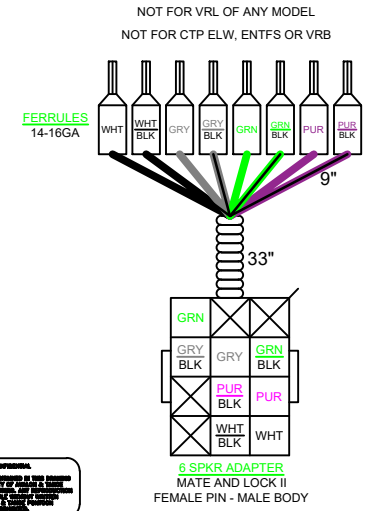 NOT FOR VRL OF ANY MODEL
NOT FOR CTP ELW, ENTFS OR VRB
FERRULES
14-16GA
WHT
WHT
BLK
GRY
GRY
BLK
GRN
GRN
BLK
PUR
PUR
BLK
9"
33"
GRN
GRY
BLK
GRY
GRN
BLK
PUR
BLK
PUR
WHT
BLK
WHT
6 SPKR ADAPTER
MATE AND LOCK II
FEMALE PIN - MALE BODY